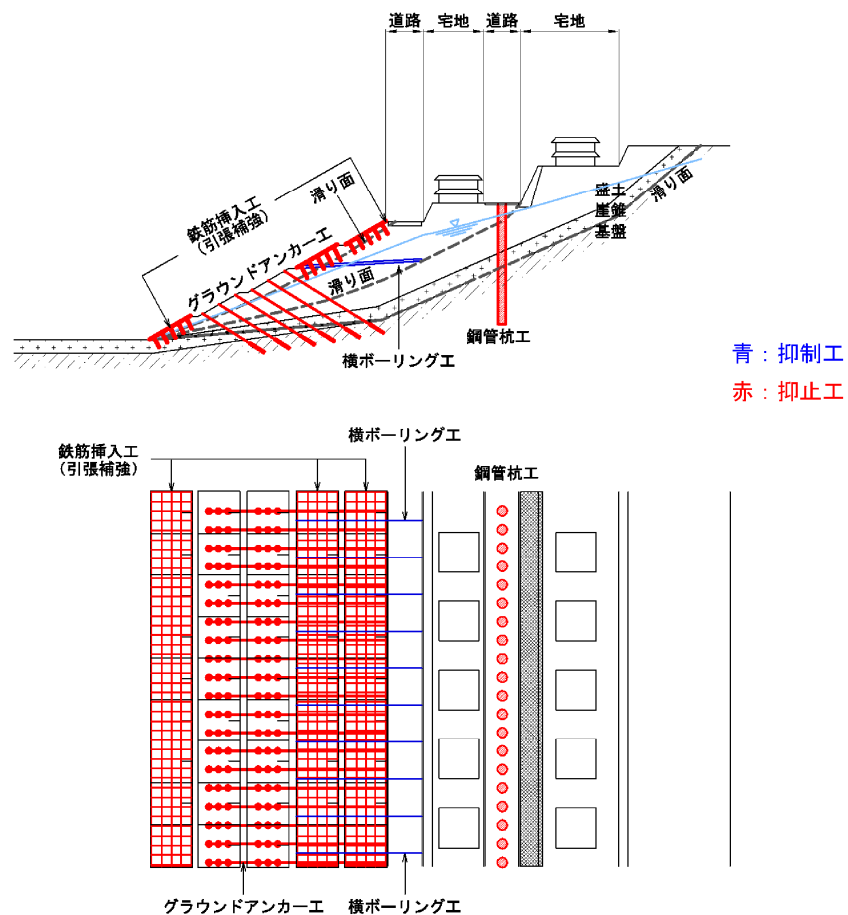 道路 宅地 道路 宅地
鉄筋挿入工
(引張補強)
滑り面
グラウンドアンカー工
滑り面
盛土
崖錐
基盤
滑り面
鋼管杭工
横ボーリング工
青：抑制工
赤：抑止工
横ボーリング工
鉄筋挿入工
(引張補強)
鋼管杭工
グラウンドアンカー工 横ボーリング工